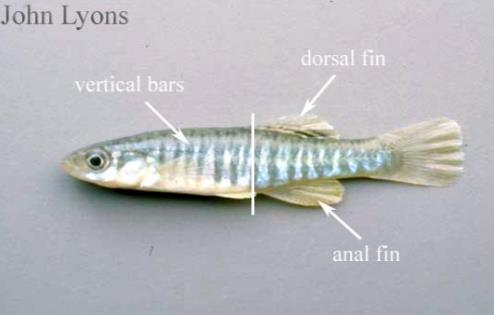 John Lyons
dorsal fin
vertical bars
anal fin